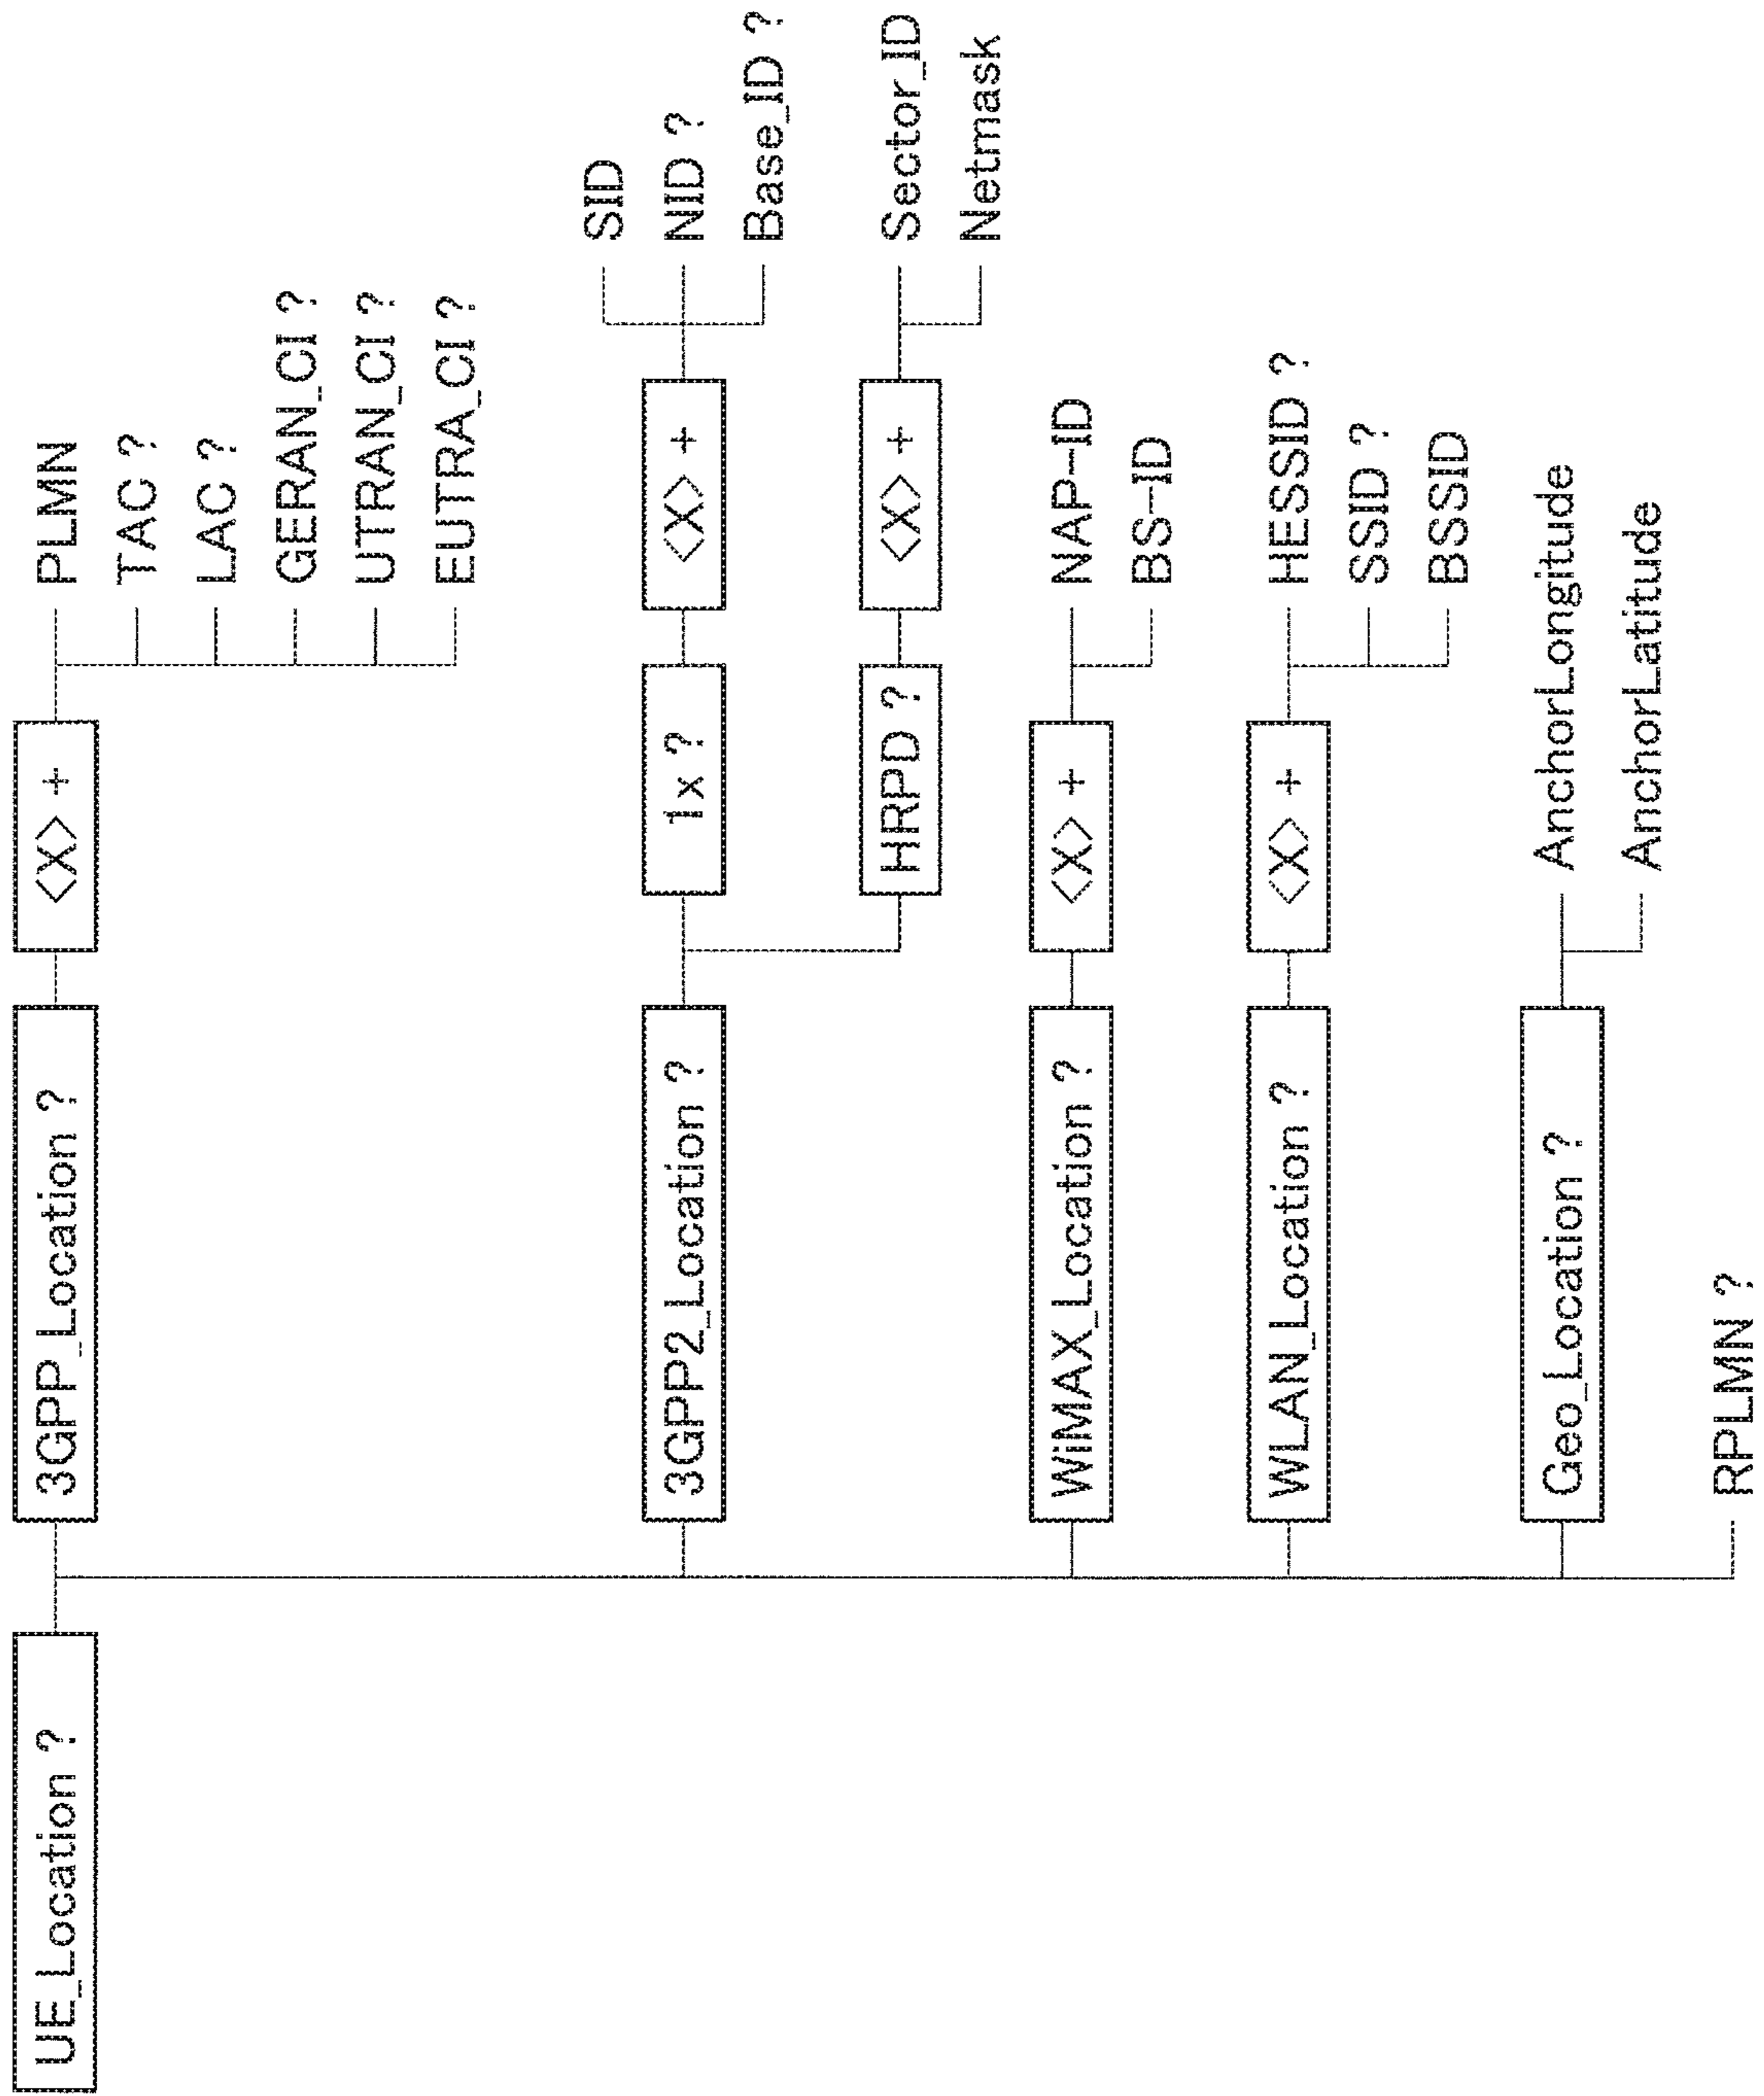 UE_Location ?
3GPP_Location ?
<X> +
PLMN
TAC ?
LAC ?
GERAN_CI ?
UTRAN_CI ?
EUTRA_CI ?
3GPP2_Location ?
1x ?
<X> +
SID
NID ?
Base_ID ?
HRPD ?
<X> +
Sector_ID
Netmask
WiMAX_Location ?
<X> +
NAP-ID
BS-ID
WLAN_Location ?
<X> +
HESSID ?
SSID ?
BSSID
Geo_Location ?
AnchorLongitude
AnchorLatitude
RPLMN ?